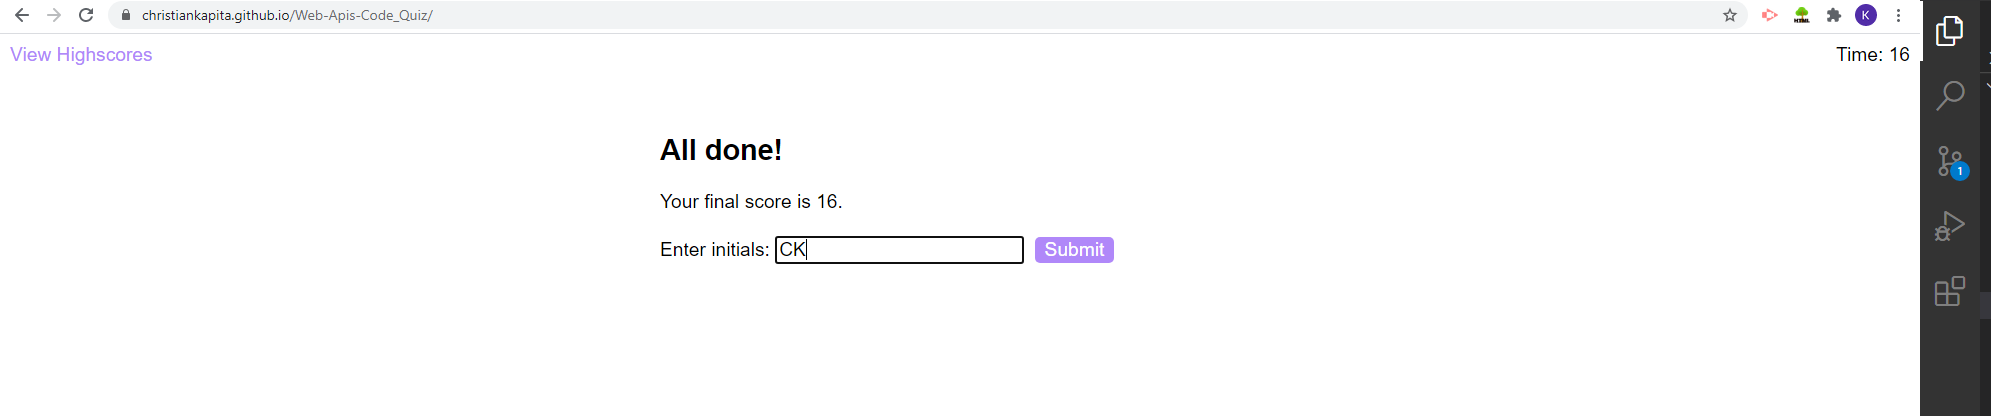 christiankapita.github.io/Web-Apis-Code_Quiz/
HTML
K
View Highscores
Time: 16
All done!
Your final score is 16.
Enter initials: CK Submit
1